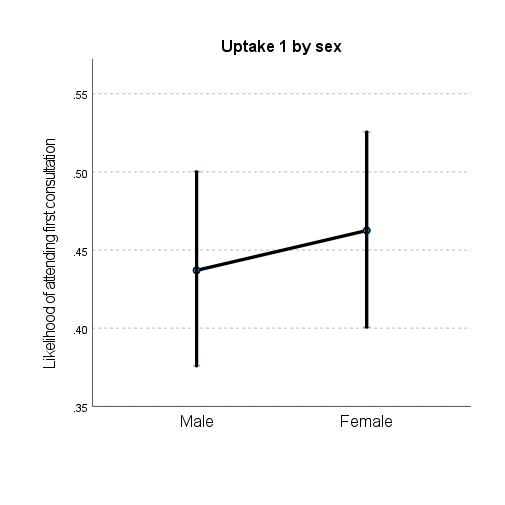 Uptake 1 by sex
Likelihood of attending first consultation
.55
.50
.45
.40
.35
Male Female